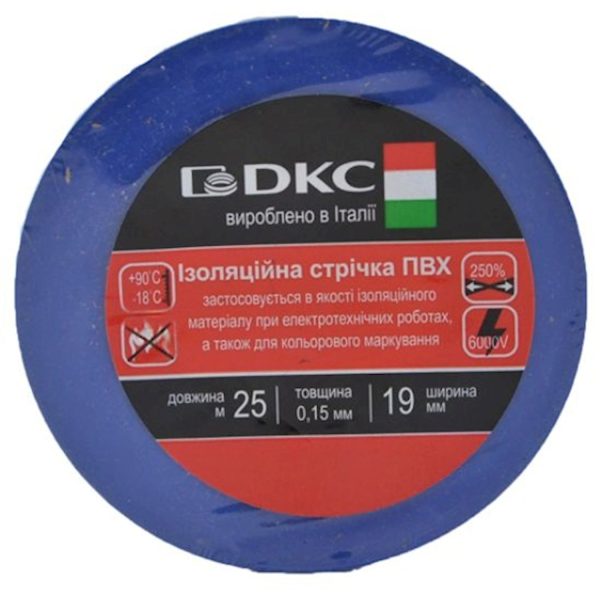 DKC
вироблено в Італії
Ізоляційна стрічка ПВХ
застосовується в якості ізоляційного
матеріалу при електротехнічних роботах,
а також для кольорового маркування
+90°C
-18°C
250%
6000V
довжина
м 25
товщина
0,15 мм
19 ширина
мм